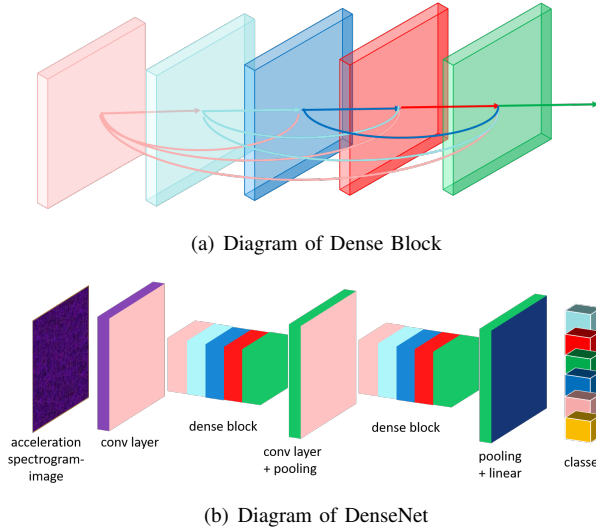 (a) Diagram of Dense Block
acceleration
spectrogram-
image
conv layer
dense block
conv layer
+ pooling
dense block
pooling
+ linear
classe
(b) Diagram of DenseNet